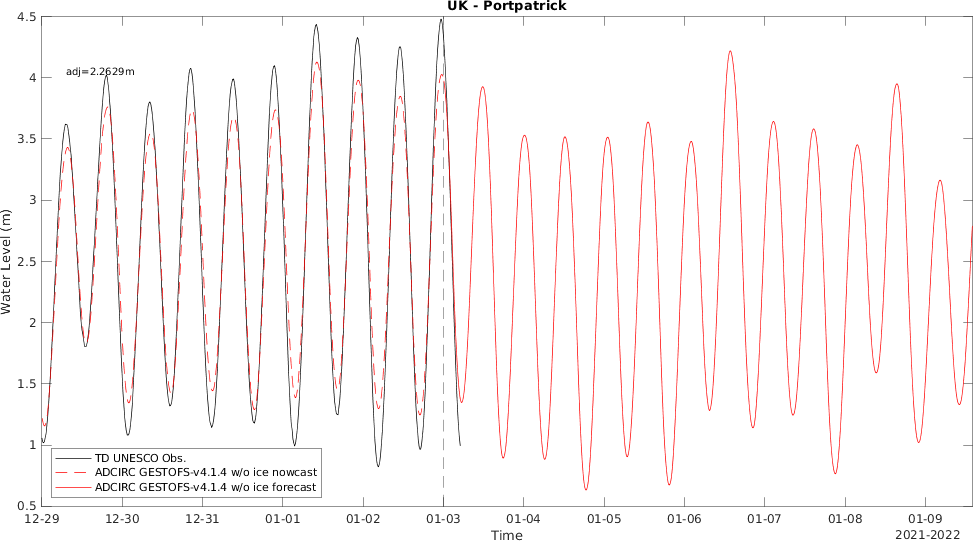 UK - Portpatrick
4.5
4
3.5
3
2.5
2
1.5
1
0.5
Water Level (m)
adj=2.2629m
TD UNESCO Obs.
ADCIRC GESTOFS-v4.1.4 w/o ice nowcast
ADCIRC GESTOFS-v4.1.4 w/o ice forecast
12-29 12-30 12-31 01-01 01-02 01-03 01-04 01-05 01-06 01-07 01-08 01-09
Time
2021-2022